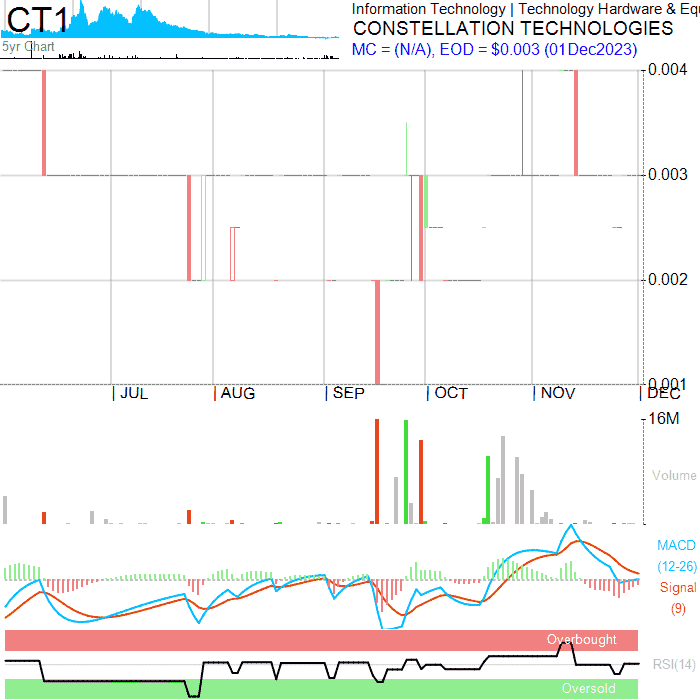 CT1
Information Technology | Technology Hardware & Equ
CONSTELLATION TECHNOLOGIES
5yr Chart
MC = (N/A), EOD = $0.003 (01Dec2023)
0.004
0.003
0.002
0.001
JUL AUG SEP OCT NOV DEC
16M
Volume
MACD
(12-26)
Signal
(9)
Overbought
RSI(14)
Oversold